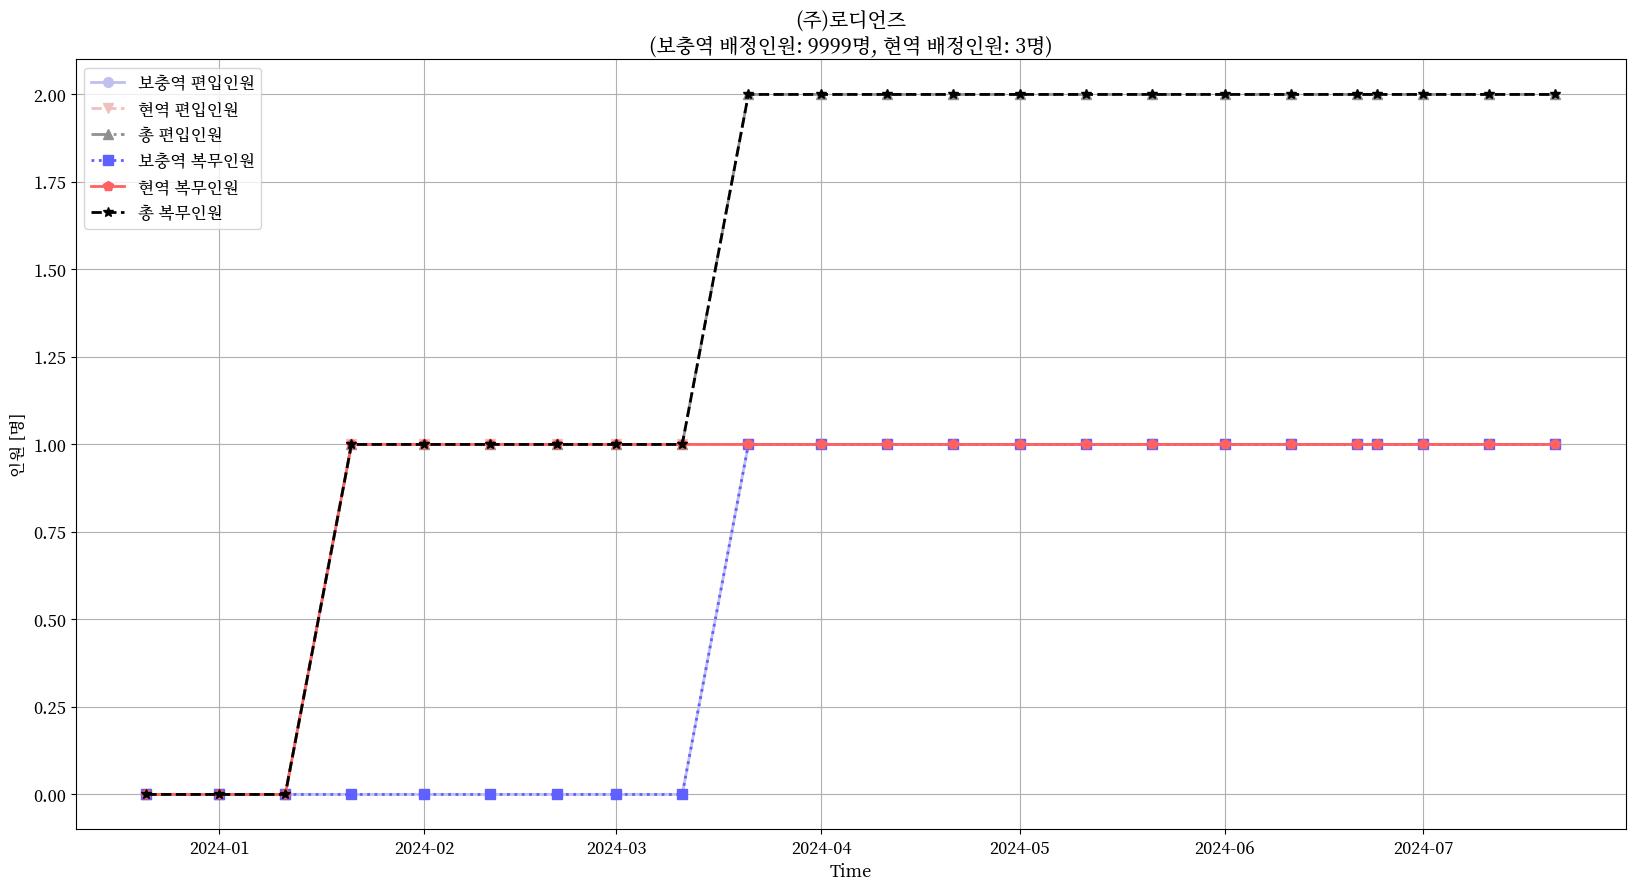 (주)로디언즈
(보충역 배정인원: 9999명, 현역 배정인원: 3명)
보충역 편입인원
현역 편입인원
총 편입인원
보충역 복무인원
현역 복무인원
총 복무인원
2.00
1.75
1.50
1.25
1.00
0.75
0.50
0.25
0.00
인원 [명]
2024-01 2024-02 2024-03 2024-04 2024-05 2024-06 2024-07
Time